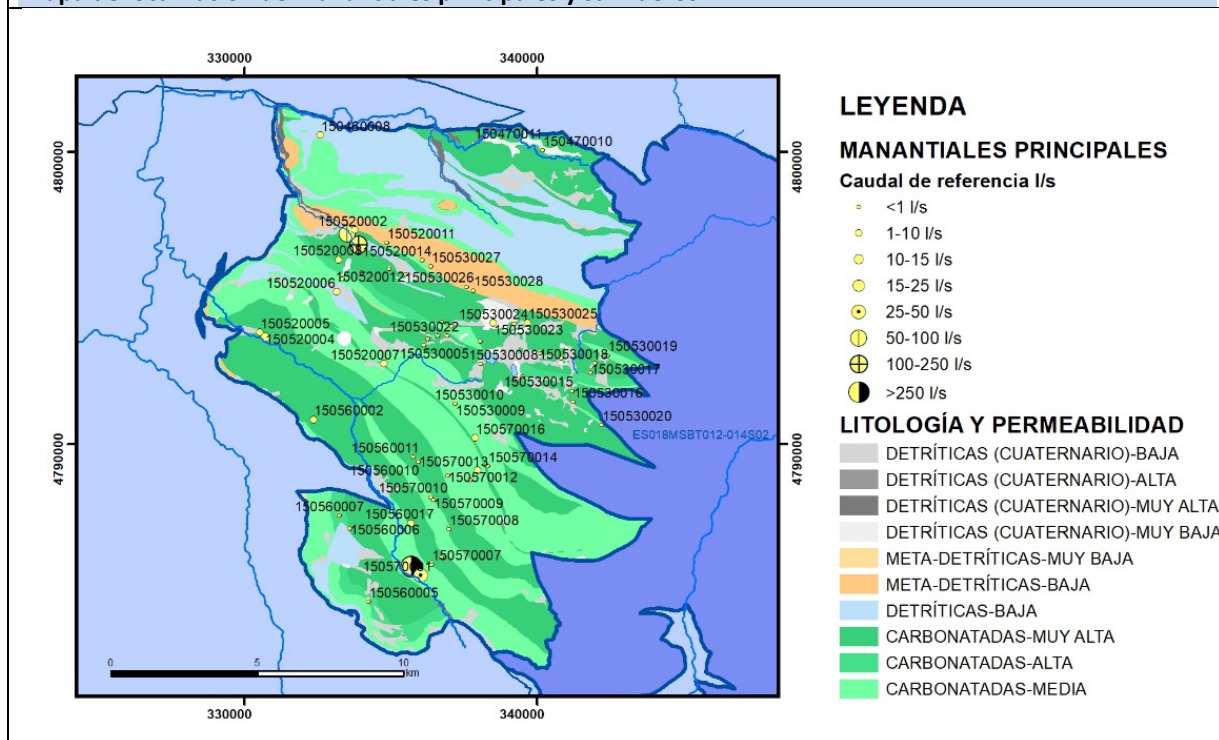 330000 340000
4800000 4800000
150460008
150470011
150470010
150520002
150520011
150520014
150530027
150520012
150530026
150530028
150520006
150530024
150530025
150520005
150530022
150530023
150520004
150530019
150520007
150530005
150530008
150530018
150530017
150530015
150530016
150530010
150530009
150560002
150530020
150570016
ES018MSBT012-014S02
4790000 4790000
150560011
150570013
150570014
150560010
150570012
150570010
150560007
150560017
150570009
150560006
150570008
150570007
150560005
0 5 10
km
330000 340000
LEYENDA
MANANTIALES PRINCIPALES
Caudal de referencia l/s
<1 l/s
1-10 l/s
10-15 l/s
15-25 l/s
25-50 l/s
50-100 l/s
100-250 l/s
>250 l/s
LITOLOGÍA Y PERMEABILIDAD
DETRÍTICAS (CUATERNARIO)-BAJA
DETRÍTICAS (CUATERNARIO)-ALTA
DETRÍTICAS (CUATERNARIO)-MUY ALTA
DETRÍTICAS (CUATERNARIO)-MUY BAJA
META-DETRÍTICAS-MUY BAJA
META-DETRÍTICAS-BAJA
DETRÍTICAS-BAJA
CARBONATADAS-MUY ALTA
CARBONATADAS-ALTA
CARBONATADAS-MEDIA